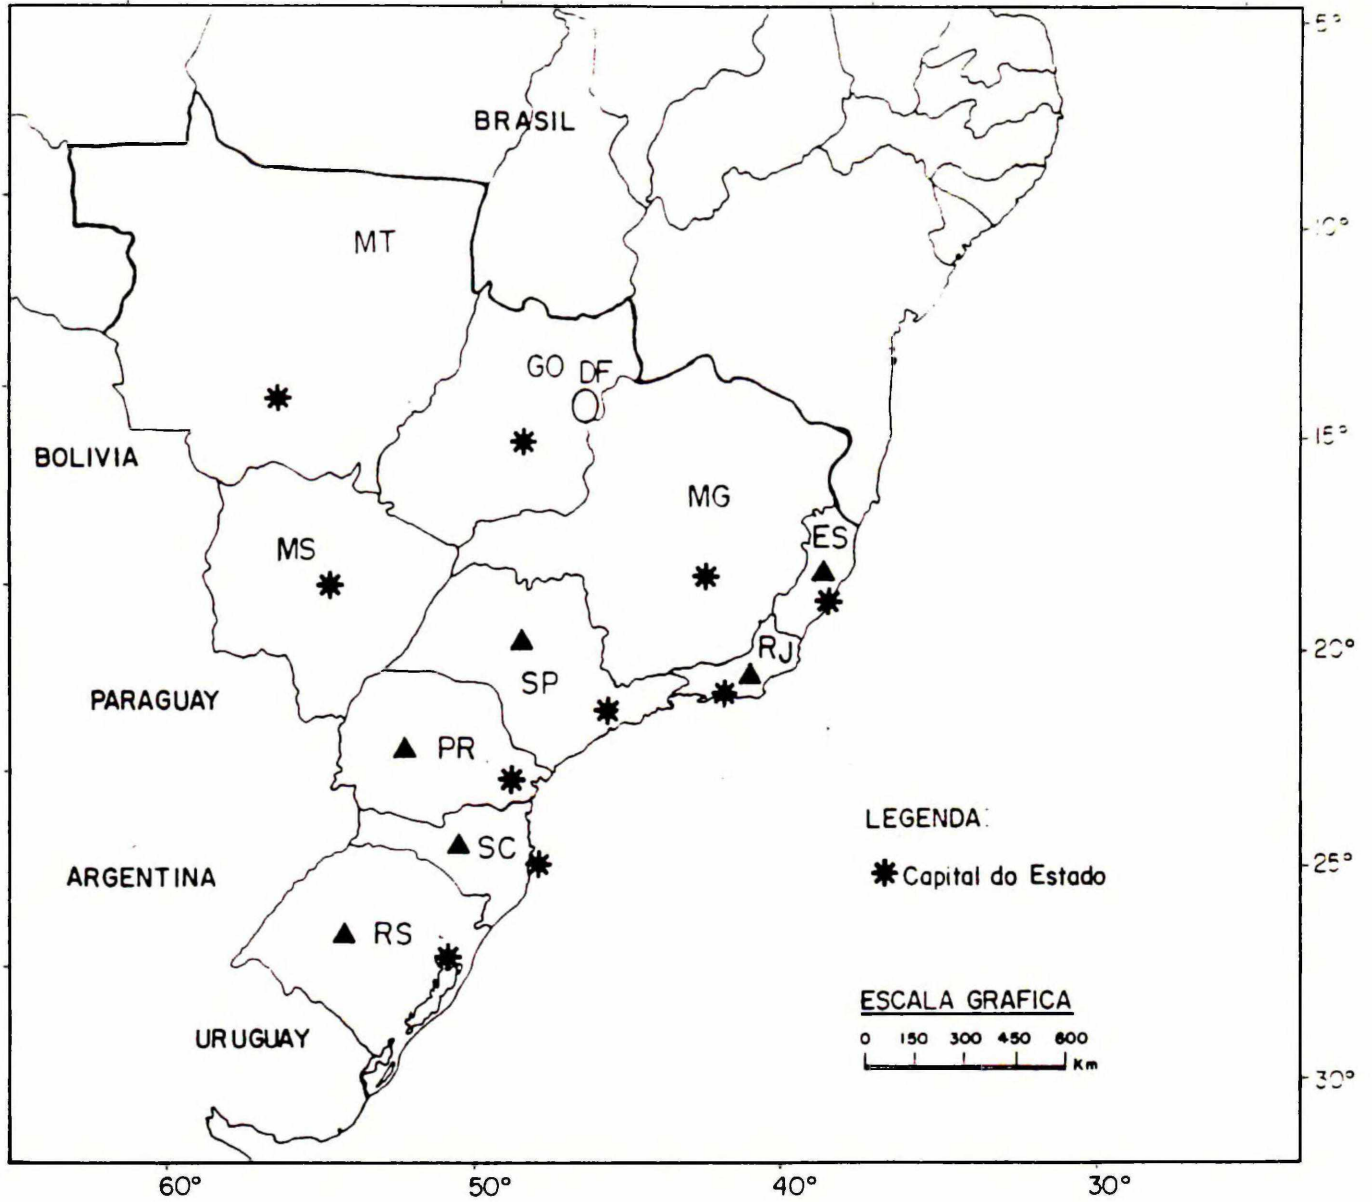 5°
BRASIL
MT
10°
GO DF
15°
BOLIVIA
MG
MS
ES
RJ
20°
SP
PARAGUAY
PR
LEGENDA:
SC
25°
Capital do Estado
ARGENTINA
RS
ESCALA GRAFICA
URUGUAY
0 150 300 450 600
Km
30°
60° 50° 40° 30°